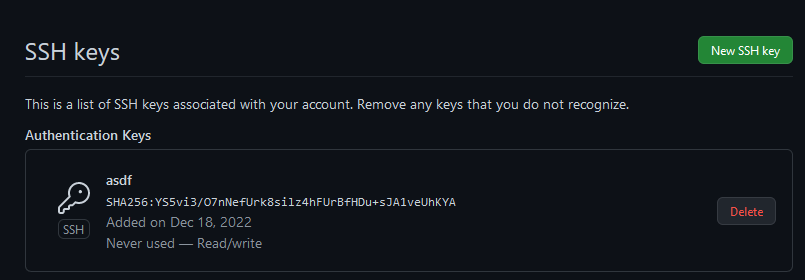 SSH keys
New SSH key
This is a list of SSH keys associated with your account. Remove any keys that you do not recognize.
Authentication Keys
asdf
SHA256:YS5vi3/O7nNefUrk8silz4hFUrBfHDu+sJA1veUhKYA
Added on Dec 18, 2022
Never used — Read/write
SSH
Delete